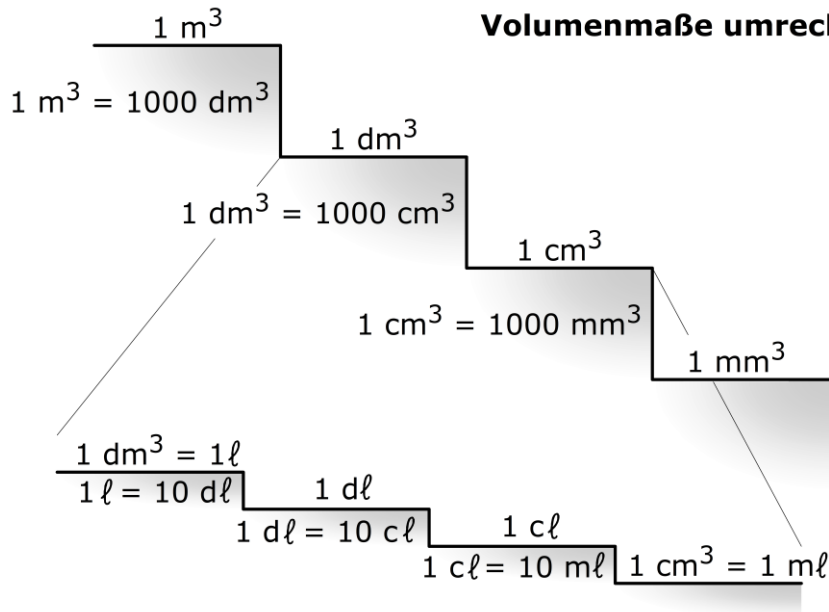 Volumenmaße umrec
1 m³
1 m³ = 1000 dm³
1 dm³
1 dm³ = 1000 cm³
1 cm³
1 cm³ = 1000 mm³
1 mm³
1 dm³ = 1ℓ
1ℓ = 10 dℓ
1 dℓ
1 dℓ = 10 cℓ
1 cℓ
1 cℓ = 10 mℓ
1 cm³ = 1 mℓ